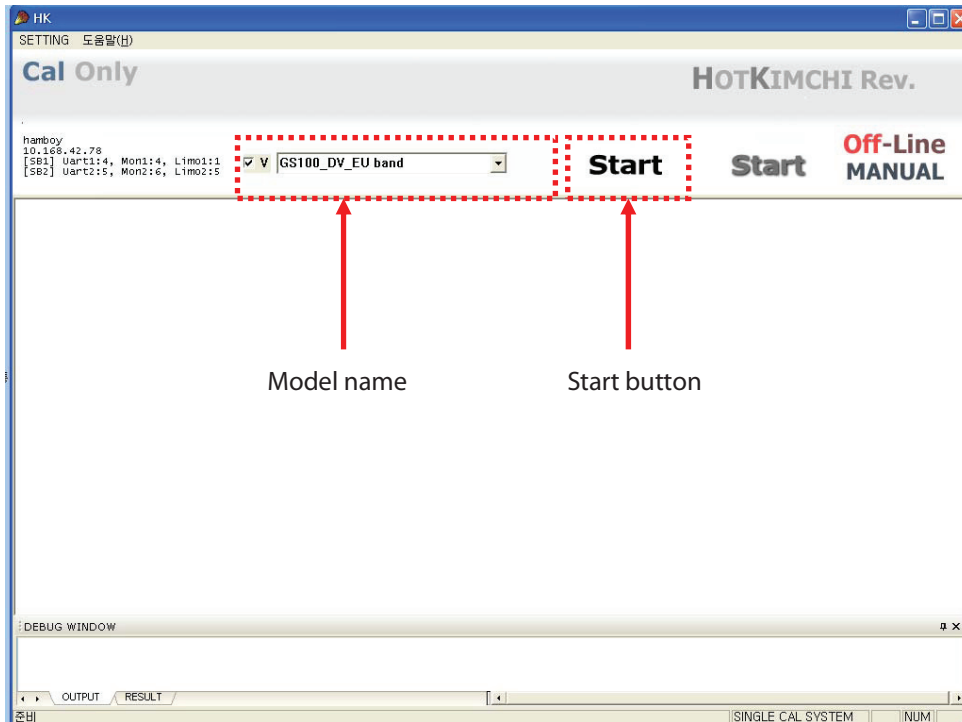 HK
SETTING 도움말(H)
Cal Only
HOTKIMCHI Rev.
hamboy
10.168.42.78
[SB1] Uart1:4, Mon1:4, Limo1:1
[SB2] Uart2:5, Mon2:6, Limo2:5
V GS100_DV_EU band
Start
Start
Off-Line
MANUAL
Model name
Start button
DEBUG WINDOW
OUTPUT RESULT
준비
SINGLE CAL SYSTEM NUM